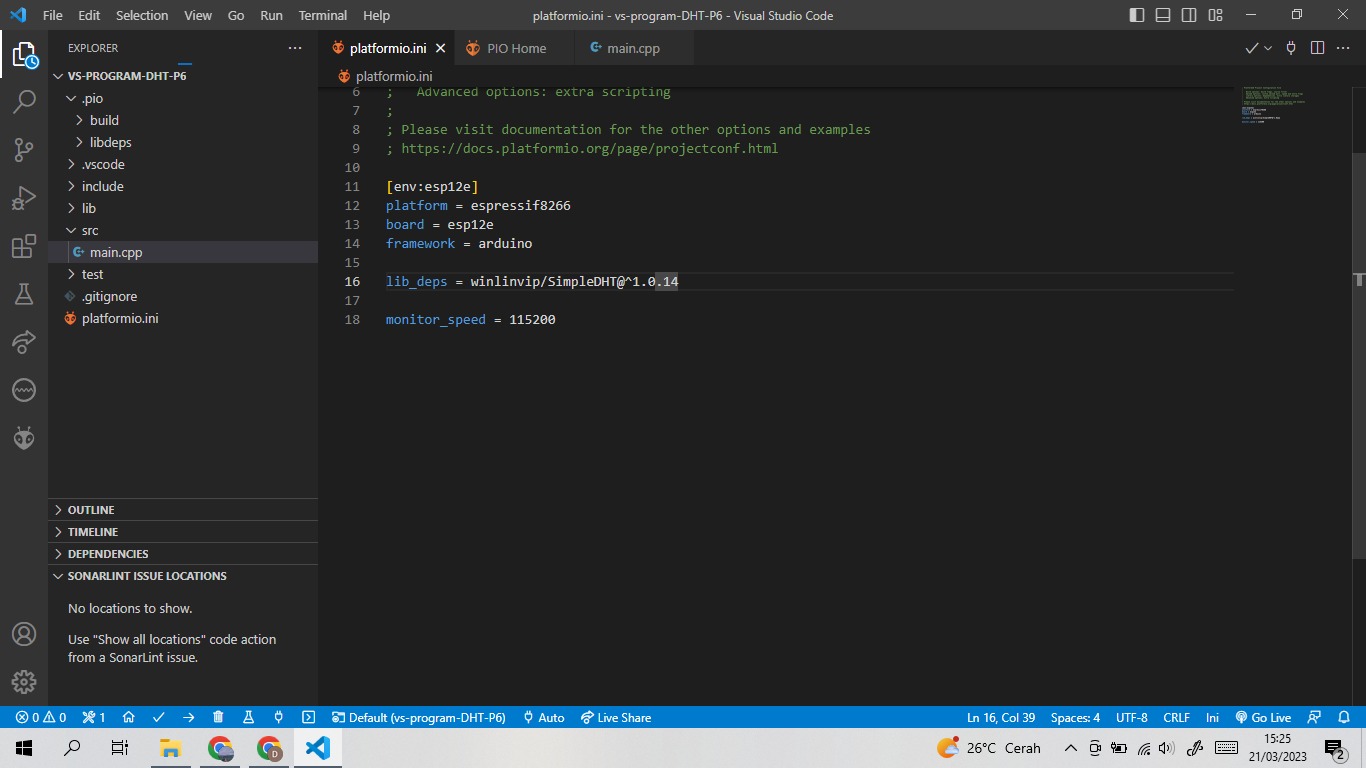 File Edit Selection View Go Run Terminal Help
platformio.ini - vs-program-DHT-P6 - Visual Studio Code
EXPLORER
VS-PROGRAM-DHT-P6
.pio
build
libdeps
.vscode
include
lib
src
main.cpp
test
.gitignore
platformio.ini
OUTLINE
TIMELINE
DEPENDENCIES
SONARLINT ISSUE LOCATIONS
No locations to show.
Use "Show all locations" code action
from a SonarLint issue.
platformio.ini PIO Home main.cpp
platformio.ini
6 ;   Advanced options: extra scripting
7 ;
8 ; Please visit documentation for the other options and examples
9 ; https://docs.platformio.org/page/projectconf.html
10
11 [env:esp12e]
12 platform = espressif8266
13 board = esp12e
14 framework = arduino
15
16 lib_deps = winlinvip/SimpleDHT@^1.0.14
17
18 monitor_speed = 115200
0 0 1 Default (vs-program-DHT-P6) Auto Live Share Ln 16, Col 39 Spaces: 4 UTF-8 CRLF Ini Go Live
D 26°C Cerah 15:25
21/03/2023 2